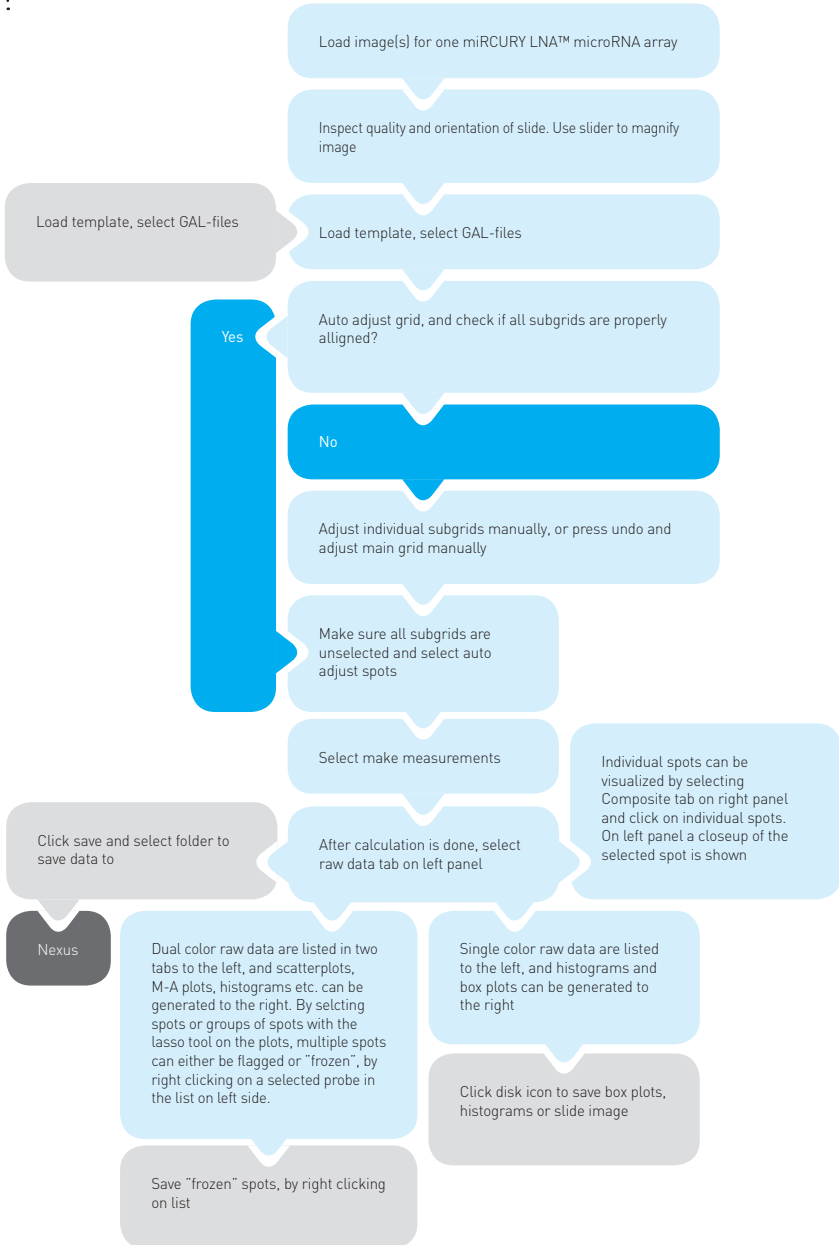 :
Load image(s) for one miRCURY LNA™ microRNA array
Inspect quality and orientation of slide. Use slider to magnify
image
Load template, select GAL-files
Load template, select GAL-files
Auto adjust grid, and check if all subgrids are properly
alligned?
Yes
No
Adjust individual subgrids manually, or press undo and
adjust main grid manually
Make sure all subgrids are
unselected and select auto
adjust spots
Select make measurements
Individual spots can be
visualized by selecting
Composite tab on right panel
and click on individual spots.
On left panel a closeup of the
selected spot is shown
Click save and select folder to
save data to
After calculation is done, select
raw data tab on left panel
Nexus
Dual color raw data are listed in two
tabs to the left, and scatterplots,
M-A plots, histograms etc. can be
generated to the right. By selcting
spots or groups of spots with the
lasso tool on the plots, multiple spots
can either be flagged or "frozen", by
right clicking on a selected probe in
the list on left side.
Single color raw data are listed
to the left, and histograms and
box plots can be generated to
the right
Click disk icon to save box plots,
histograms or slide image
Save "frozen" spots, by right clicking
on list